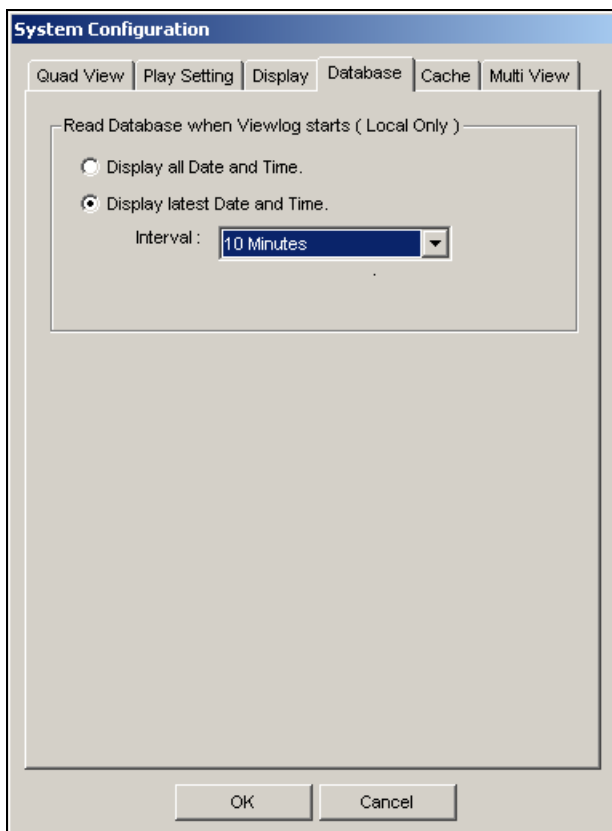 System Configuration
Quad View Play Setting Display Database Cache Multi View
Read Database when Viewlog starts ( Local Only )
Display all Date and Time.
Display latest Date and Time.
Interval : 10 Minutes
OK Cancel